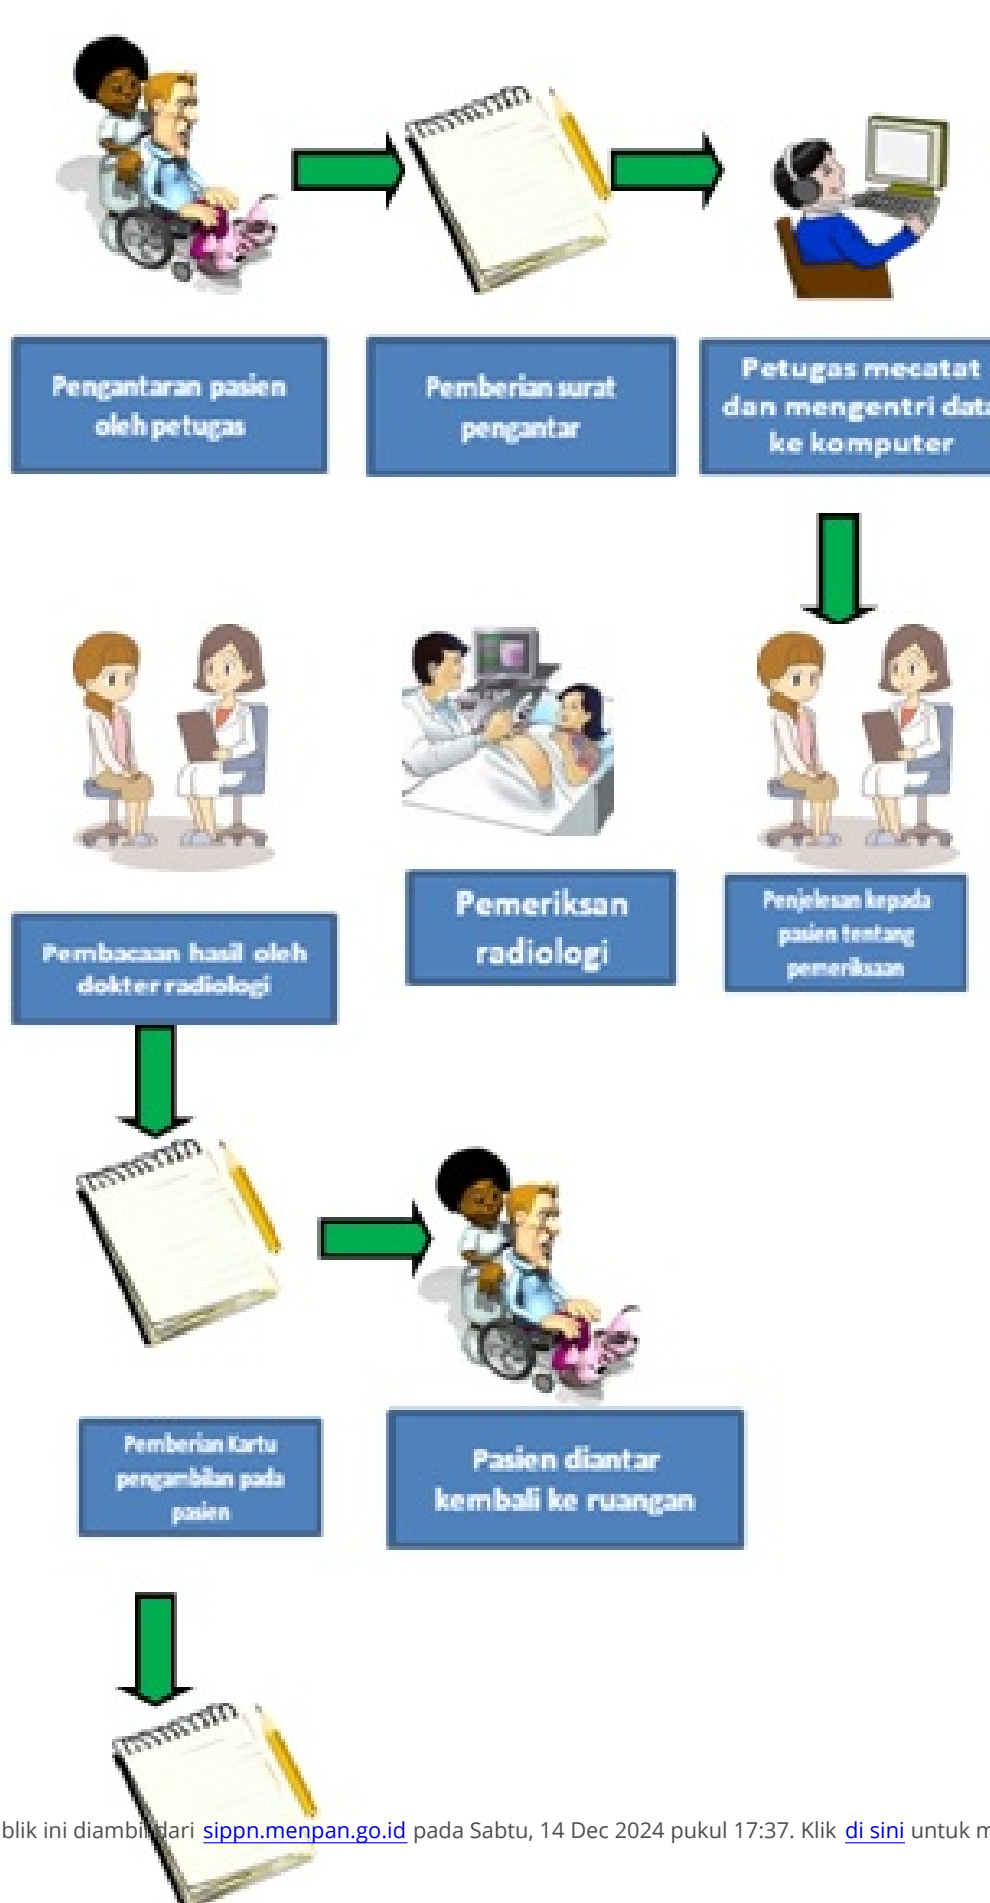 Pengantaran pasien
oleh petugas
Pemberian surat
pengantar
Petugas mecatat
dan mengentri data
ke komputer
Penjelesan kepada
pasien tentang
pemeriksaan
Pemeriksan
radiologi
Pembacaan hasil oleh
dokter radiologi
Pemberian Kartu
pengambilan pada
pasien
Pasien diantar
kembali ke ruangan
blik ini diambil dari sippn.menpan.go.id pada Sabtu, 14 Dec 2024 pukul 17:37. Klik di sini untuk m